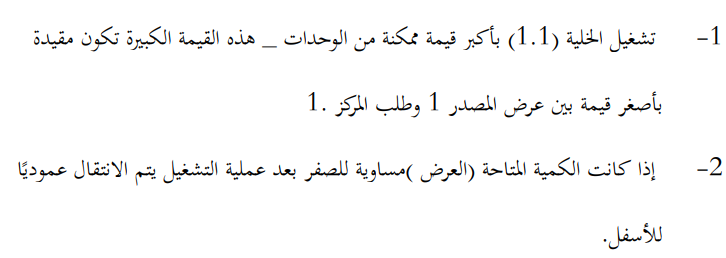 1- تشغيل الخلية (1.1) بأكبر قيمة ممكنة من الوحدات _ هذه القيمة الكبيرة تكون مقيدة
بأصغر قيمة بين عرض المصدر 1 وطلب المركز .1
2- إذا كانت الكمية المتاحة (العرض )مساوية للصفر بعد عملية التشغيل يتم الانتقال عموديًا
للأسفل.